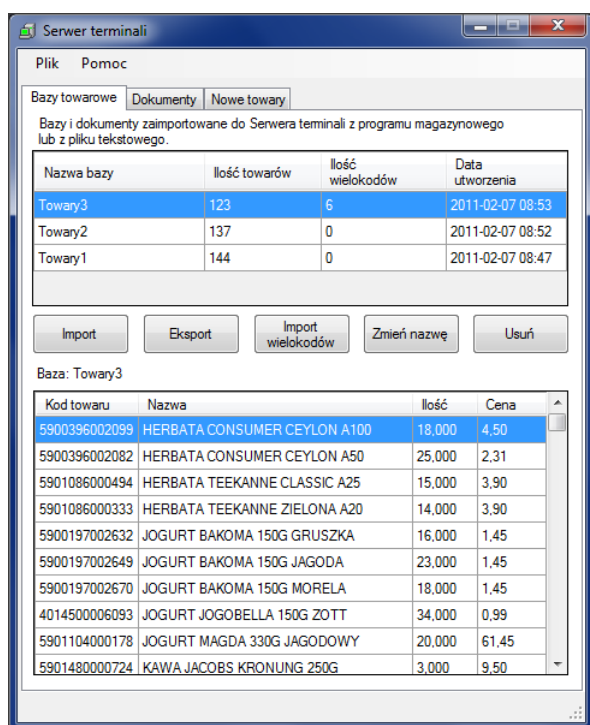 Serwer terminali
Plik Pomoc
Bazy towarowe Dokumenty Nowe towary
Bazy i dokumenty zaimportowane do Serwera terminali z programu magazynowego
lub z pliku tekstowego.
Nazwa bazy Ilość towarów Ilość wielokodów Data utworzenia
Towary3 123 6 2011-02-07 08:53
Towary2 137 0 2011-02-07 08:52
Towary1 144 0 2011-02-07 08:47
Import Eksport Import wielokodów Zmień nazwę Usuń
Baza: Towary3
Kod towaru Nazwa Ilość Cena
5900396002099 HERBATA CONSUMER CEYLON A100 18,000 4,50
5900396002082 HERBATA CONSUMER CEYLON A50 25,000 2,31
5901086000494 HERBATA TEEKANNE CLASSIC A25 15,000 3,90
5901086000333 HERBATA TEEKANNE ZIELONA A20 14,000 3,90
5900197002632 JOGURT BAKOMA 150G GRUSZKA 16,000 1,45
5900197002649 JOGURT BAKOMA 150G JAGODA 23,000 1,45
5900197002670 JOGURT BAKOMA 150G MORELA 18,000 1,45
4014500006093 JOGURT JOGOBELLA 150G ZOTT 34,000 0,99
5901104000178 JOGURT MAGDA 330G JAGODOWY 20,000 61,45
5901480000724 KAWA JACOBS KRONUNG 250G 3,000 9,50